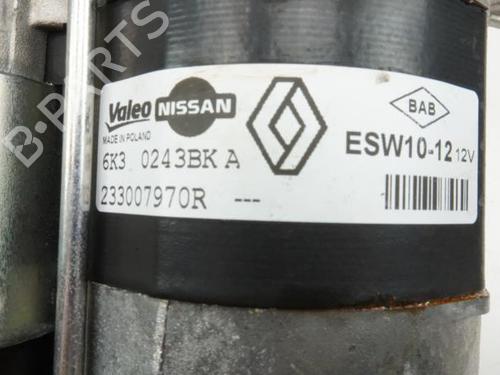 B-PARTS
Valeo NISSAN
MADE IN POLAND
6K3 0243BK A
233007970R ---
BAB
ESW10-12 12V